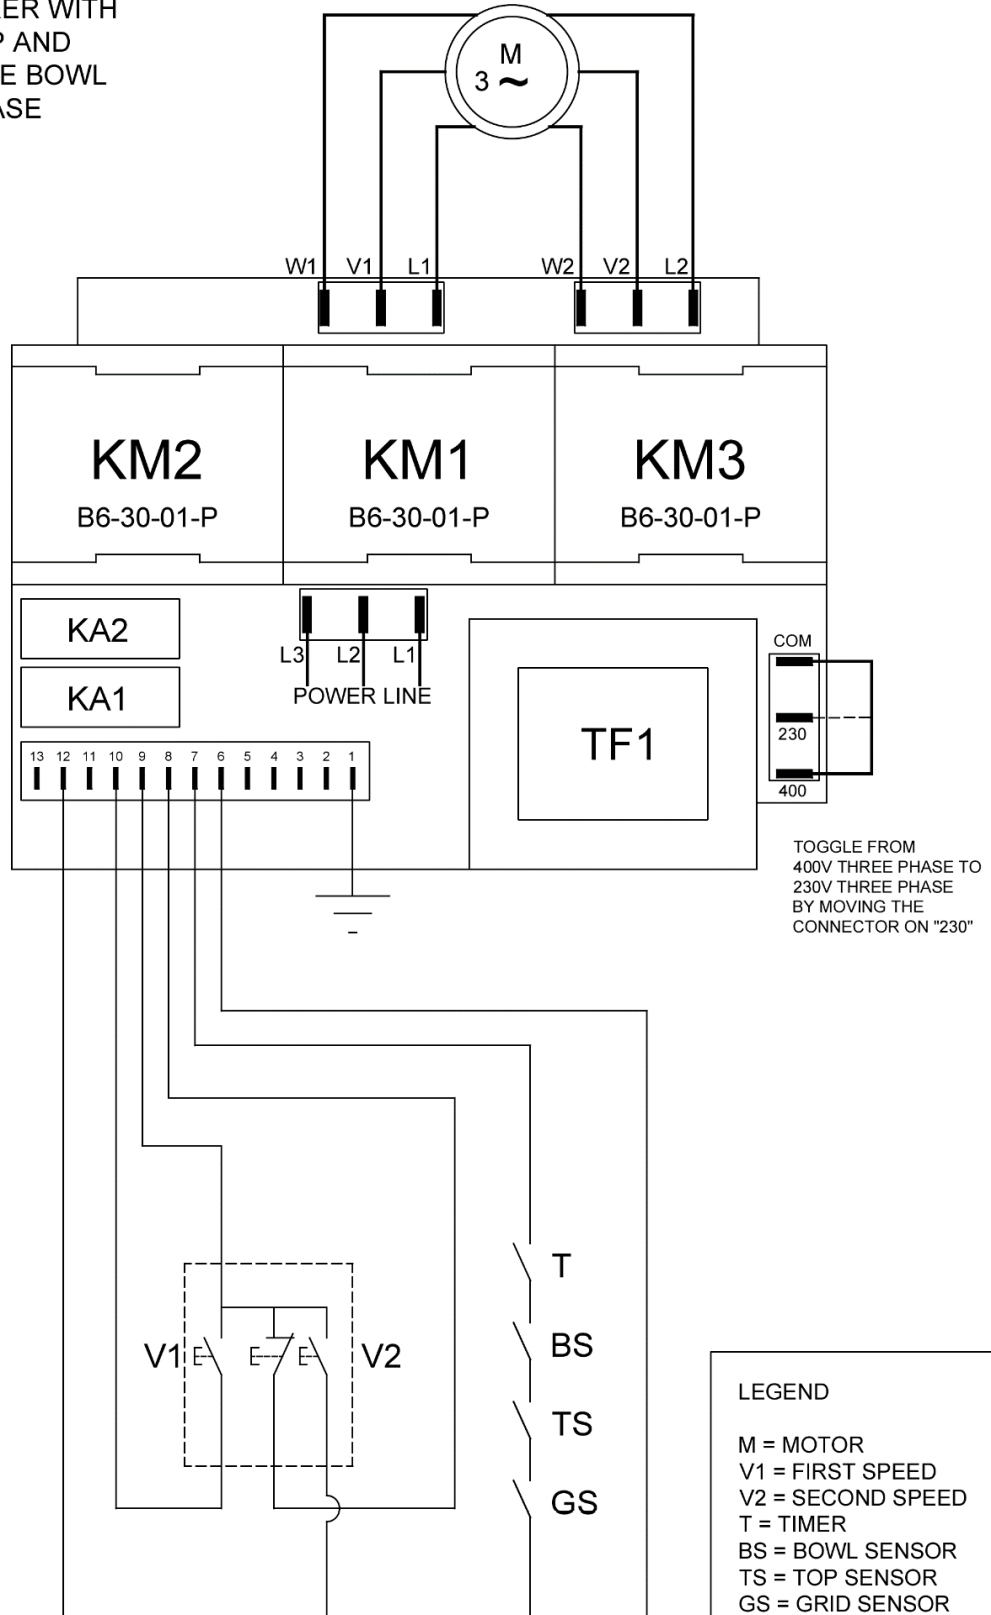 AND
BOWL
M
3 ~
W1 V1 L1 W2 V2 L2
KM2 KM1 KM3
B6-30-01-P B6-30-01-P B6-30-01-P
KA2
KA1
L3 L2 L1
POWER LINE
TF1
COM
230
400
13 12 11 10 9 8 7 6 5 4 3 2 1
TOGGLE FROM
400V THREE PHASE TO
230V THREE PHASE
BY MOVING THE
CONNECTOR ON "230"
T
BS
TS
GS
V1 V2
LEGEND
M = MOTOR
V1 = FIRST SPEED
V2 = SECOND SPEED
T = TIMER
BS = BOWL SENSOR
TS = TOP SENSOR
GS = GRID SENSOR